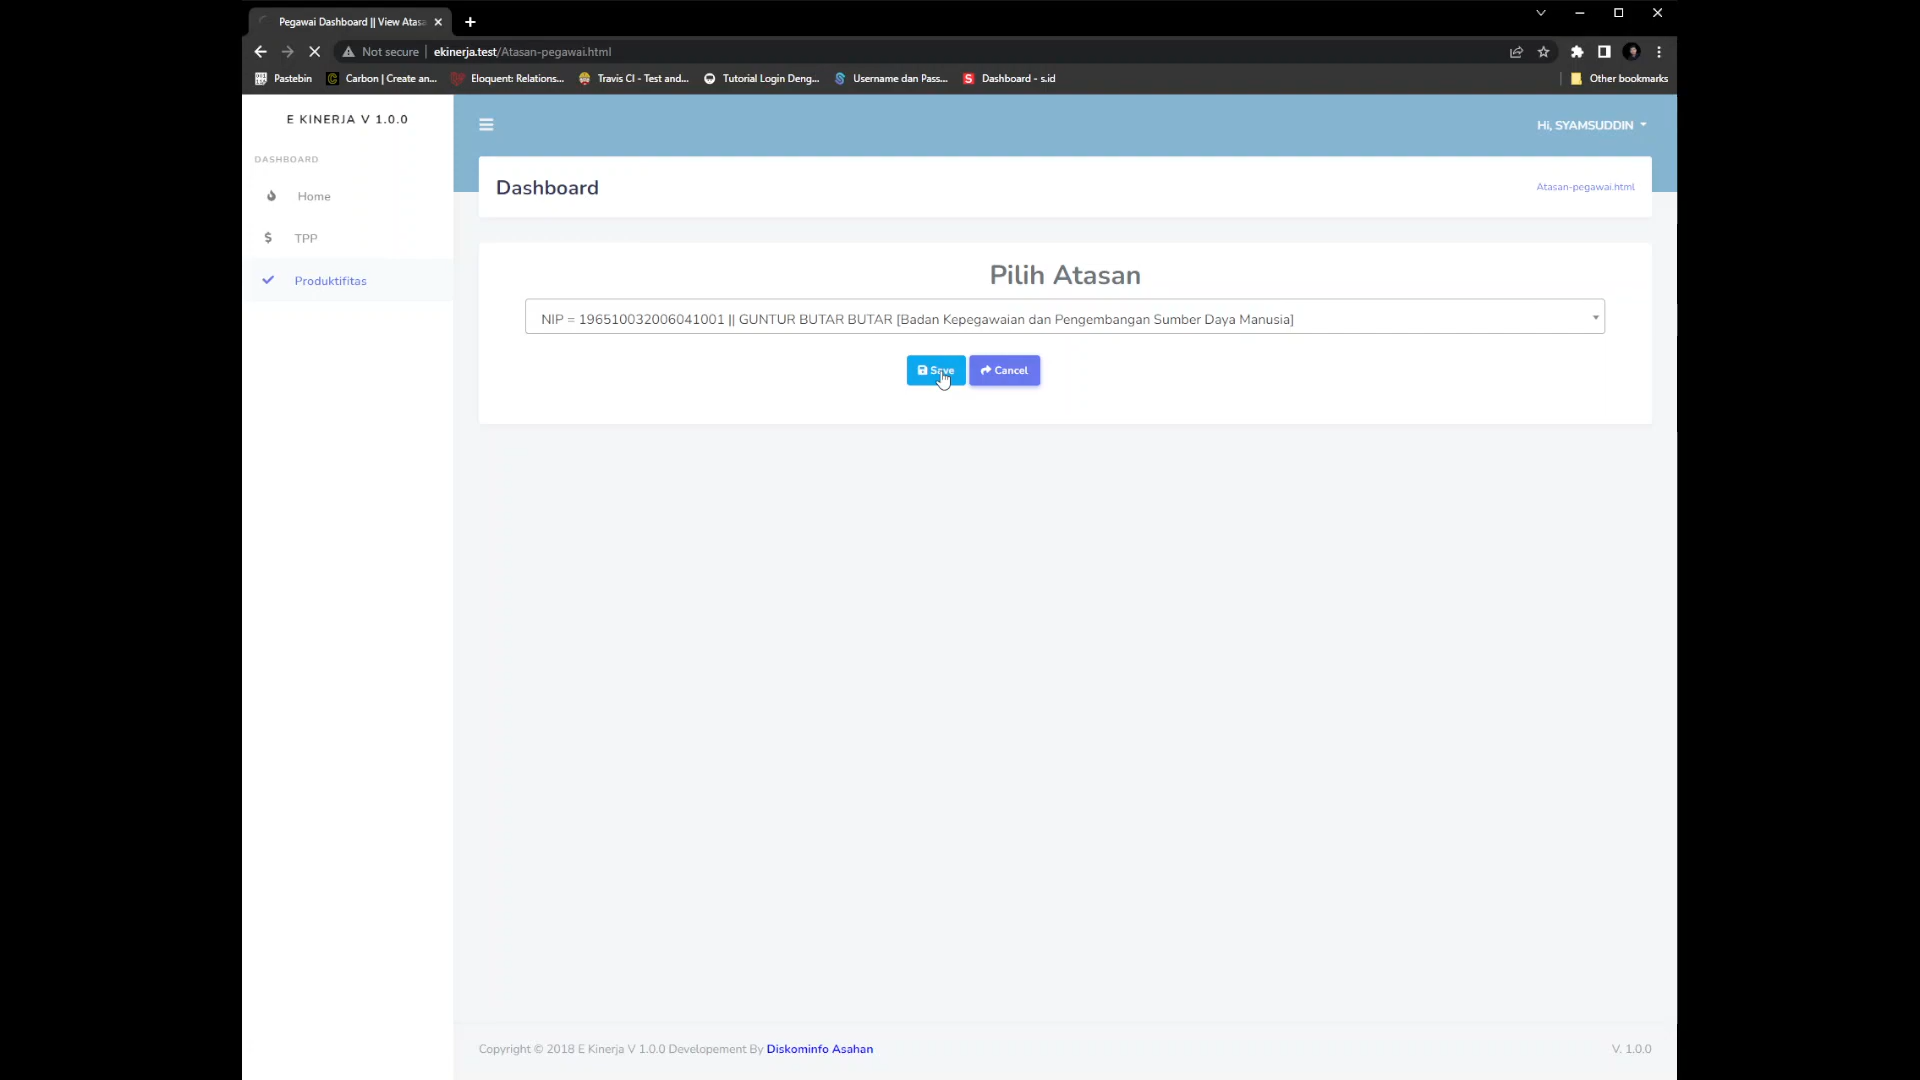 Pegawai Dashboard || View Atasa
Not secure | ekinerja.test/Atasan-pegawai.html
Pastebin
Carbon | Create an...
Eloquent: Relations...
Travis CI - Test and...
Tutorial Login Deng...
Username dan Pass...
Dashboard - s.id
Other bookmarks
E KINERJA V 1.0.0
Hi, SYAMSUDDIN
DASHBOARD
Home
TPP
Produktifitas
Dashboard
Atasan-pegawai.html
Pilih Atasan
NIP = 196510032006041001 || GUNTUR BUTAR BUTAR [Badan Kepegawaian dan Pengembangan Sumber Daya Manusia]
Save
Cancel
Copyright © 2018 E Kinerja V 1.0.0 Developement By Diskominfo Asahan
V. 1.0.0